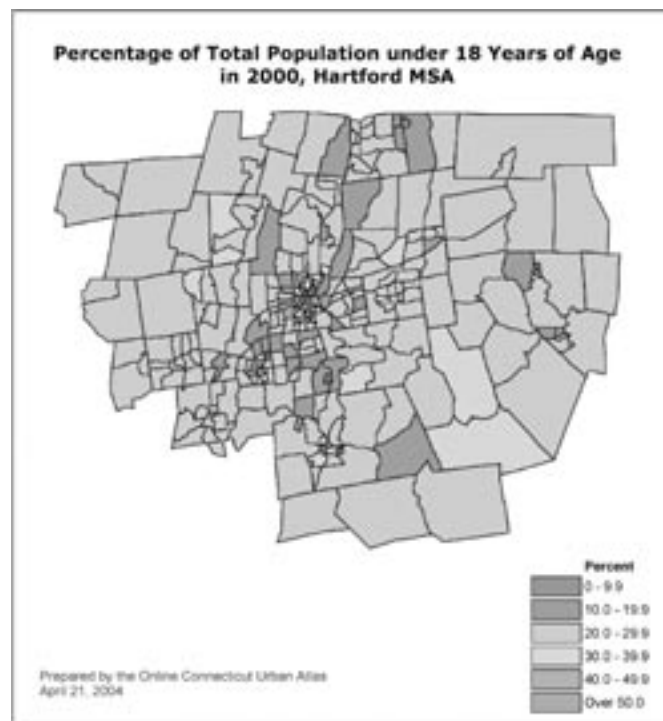 Percentage of Total Population under 18 Years of Age
in 2000, Hartford MSA
Percent
0 - 9.9
10.0 - 19.9
20.0 - 29.9
30.0 - 39.9
40.0 - 49.9
Over 50.0
Prepared by the Online Connecticut Urban Atlas
April 21, 2004